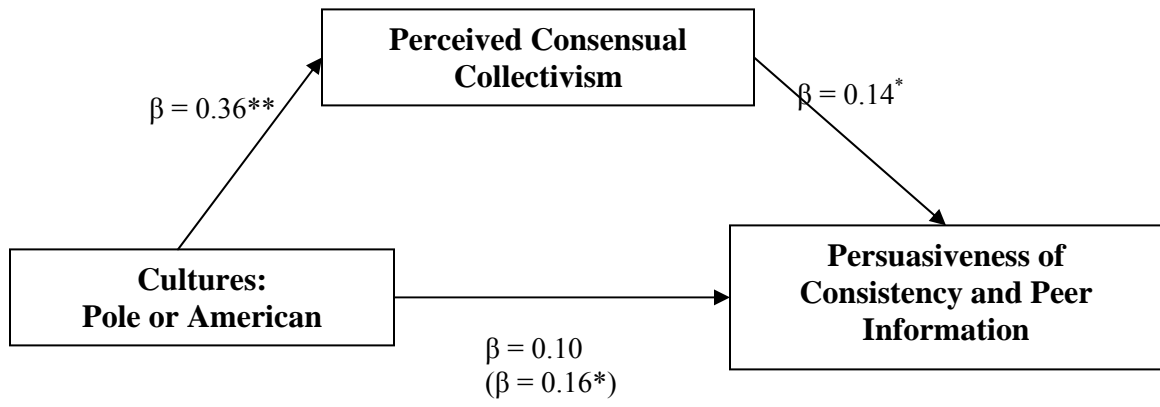 Perceived Consensual
Collectivism
β = 0.36**
β = 0.14*
Cultures:
Pole or American
Persuasiveness of
Consistency and Peer
Information
β = 0.10
(β = 0.16*)